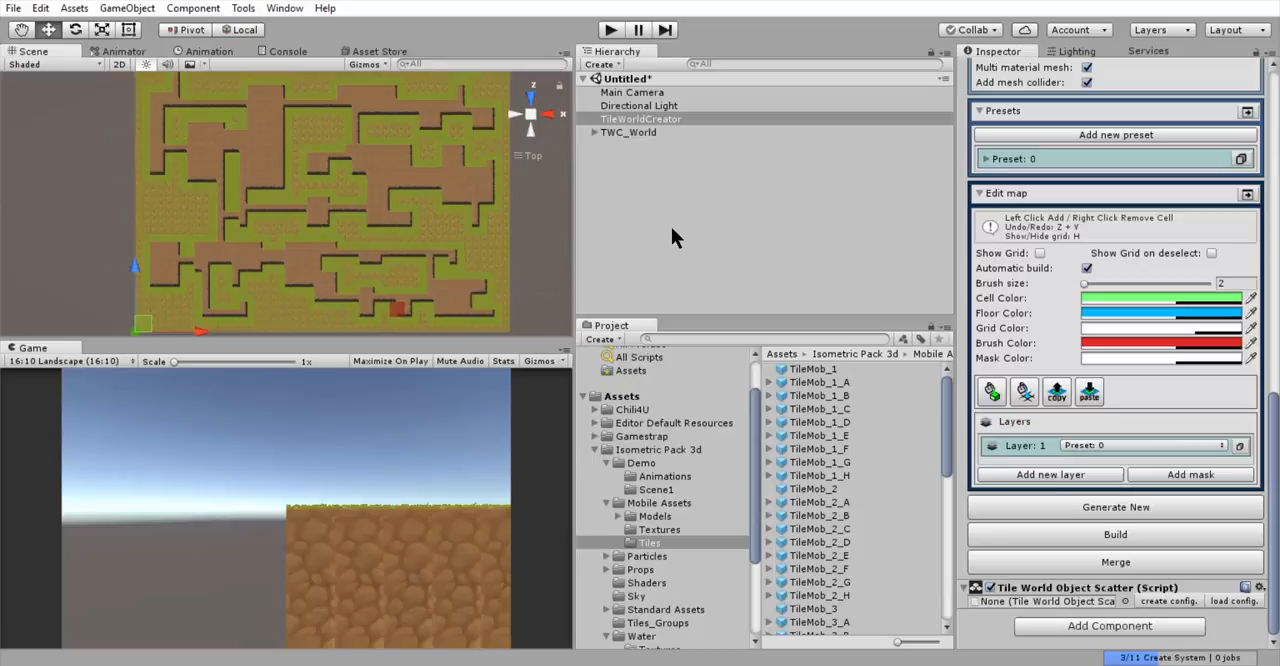 File Edit Assets GameObject Component Tools Window Help
Pivot Local Collab Account Layers Layout
Scene Animator Animation Console Asset Store
Shaded 2D Gizmos All
z
x
Top
Game
16:10 Landscape (16:10) Scale 1x Maximize On Play Mute Audio Stats Gizmos
Hierarchy
Create All
Untitled*
Main Camera
Directional Light
TileWorldCreator
TWC_World
Project
Create
All Scripts
Assets
Assets
Chili4U
Editor Default Resources
Gamestrap
Isometric Pack 3d
Demo
Animations
Scene1
Mobile Assets
Models
Textures
Tiles
Particles
Props
Shaders
Sky
Standard Assets
Tiles_Groups
Water
Assets Isometric Pack 3d Mobile A
TileMob_1
TileMob_1_A
TileMob_1_B
TileMob_1_C
TileMob_1_D
TileMob_1_E
TileMob_1_F
TileMob_1_G
TileMob_1_H
TileMob_2
TileMob_2_A
TileMob_2_B
TileMob_2_C
TileMob_2_D
TileMob_2_E
TileMob_2_F
TileMob_2_G
TileMob_2_H
TileMob_3
TileMob_3_A
Inspector Lighting Services
Multi material mesh:
Add mesh collider:
Presets
Add new preset
Preset: 0
Edit map
Left Click Add / Right Click Remove Cell
Undo/Redo: Z + Y
Show/Hide grid: H
Show Grid: Show Grid on deselect:
Automatic build:
Brush size: 2
Cell Color:
Floor Color:
Grid Color:
Brush Color:
Mask Color:
copy paste
Layers
Layer: 1 Preset: 0
Add new layer Add mask
Generate New
Build
Merge
Tile World Object Scatter (Script)
None (Tile World Object Sca create config. load config.
Add Component
3/11 Create System | 0 jobs